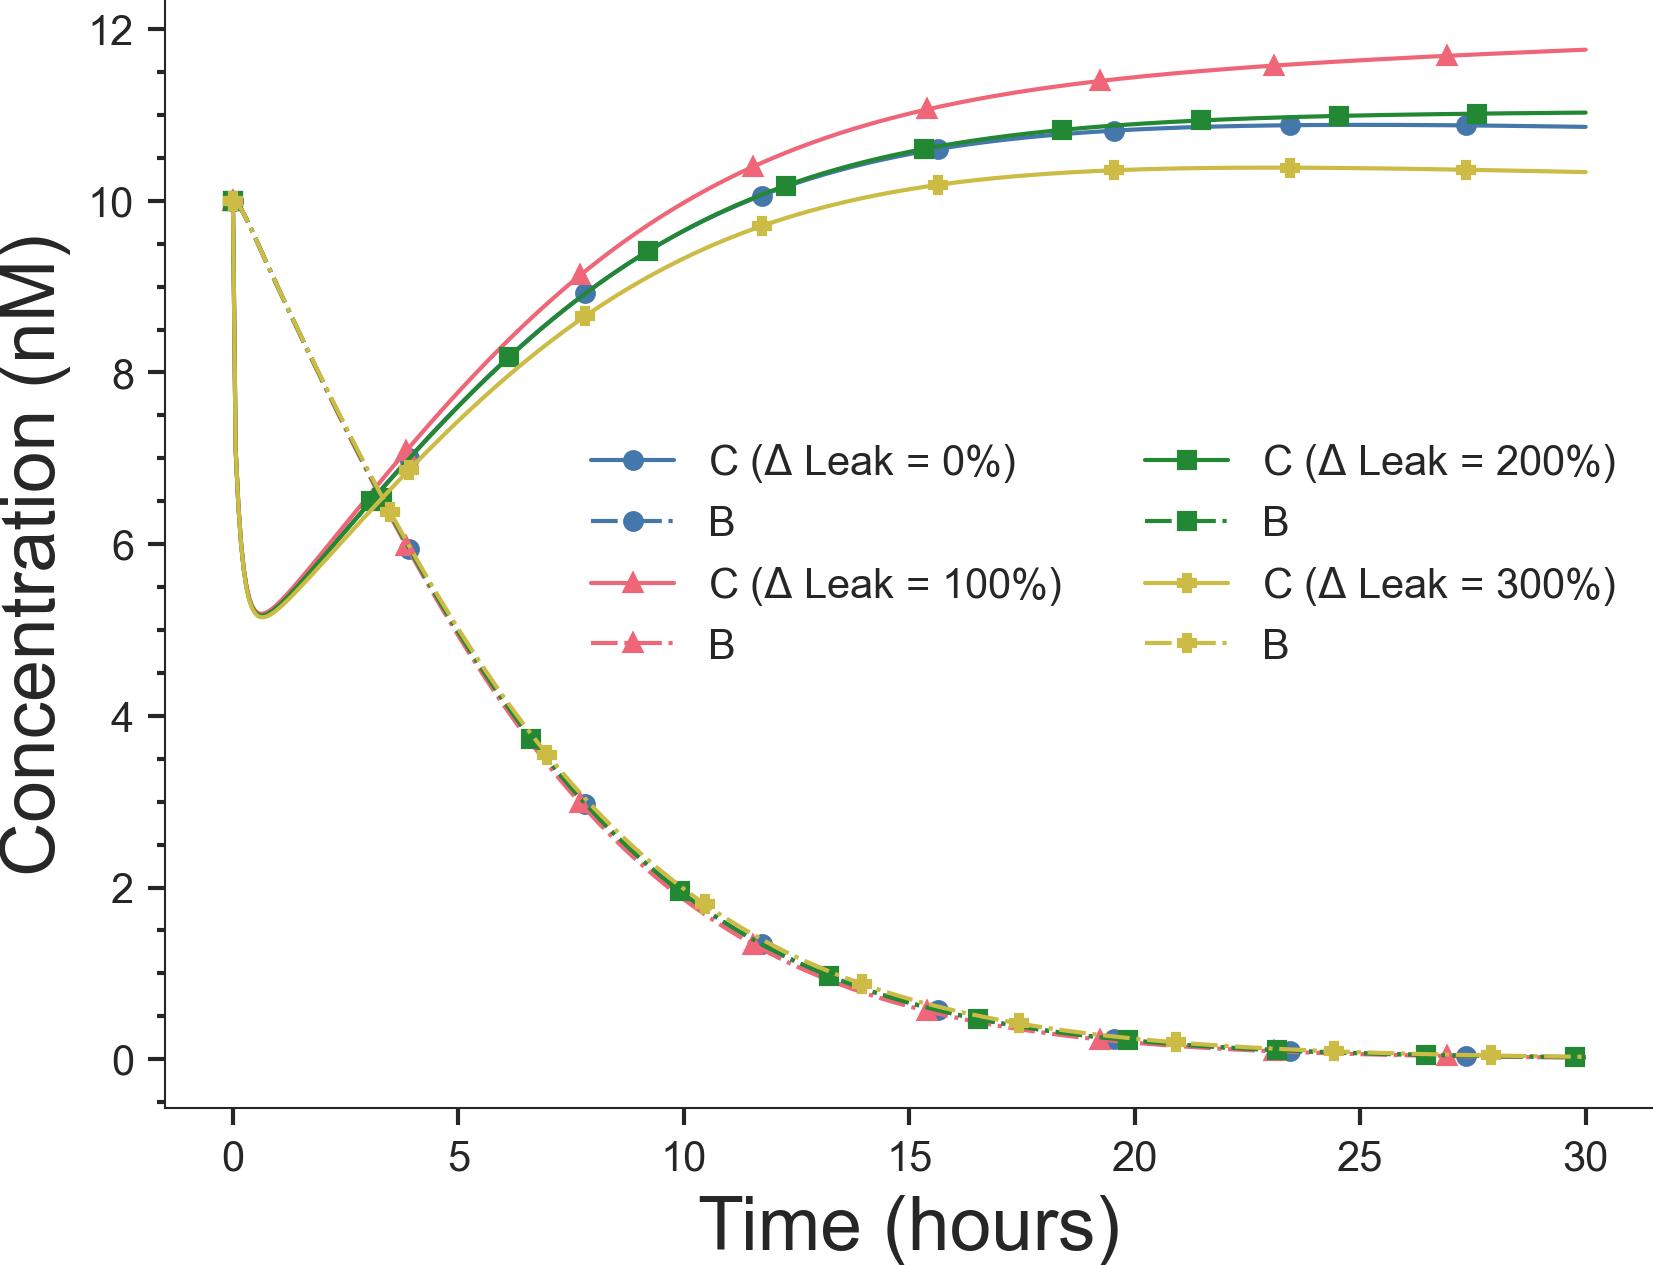 Concentration (nM)
12
10
8
6
4
2
0
C (Δ Leak = 0%)
B
C (Δ Leak = 100%)
B
C (Δ Leak = 200%)
B
C (Δ Leak = 300%)
B
0 5 10 15 20 25 30
Time (hours)